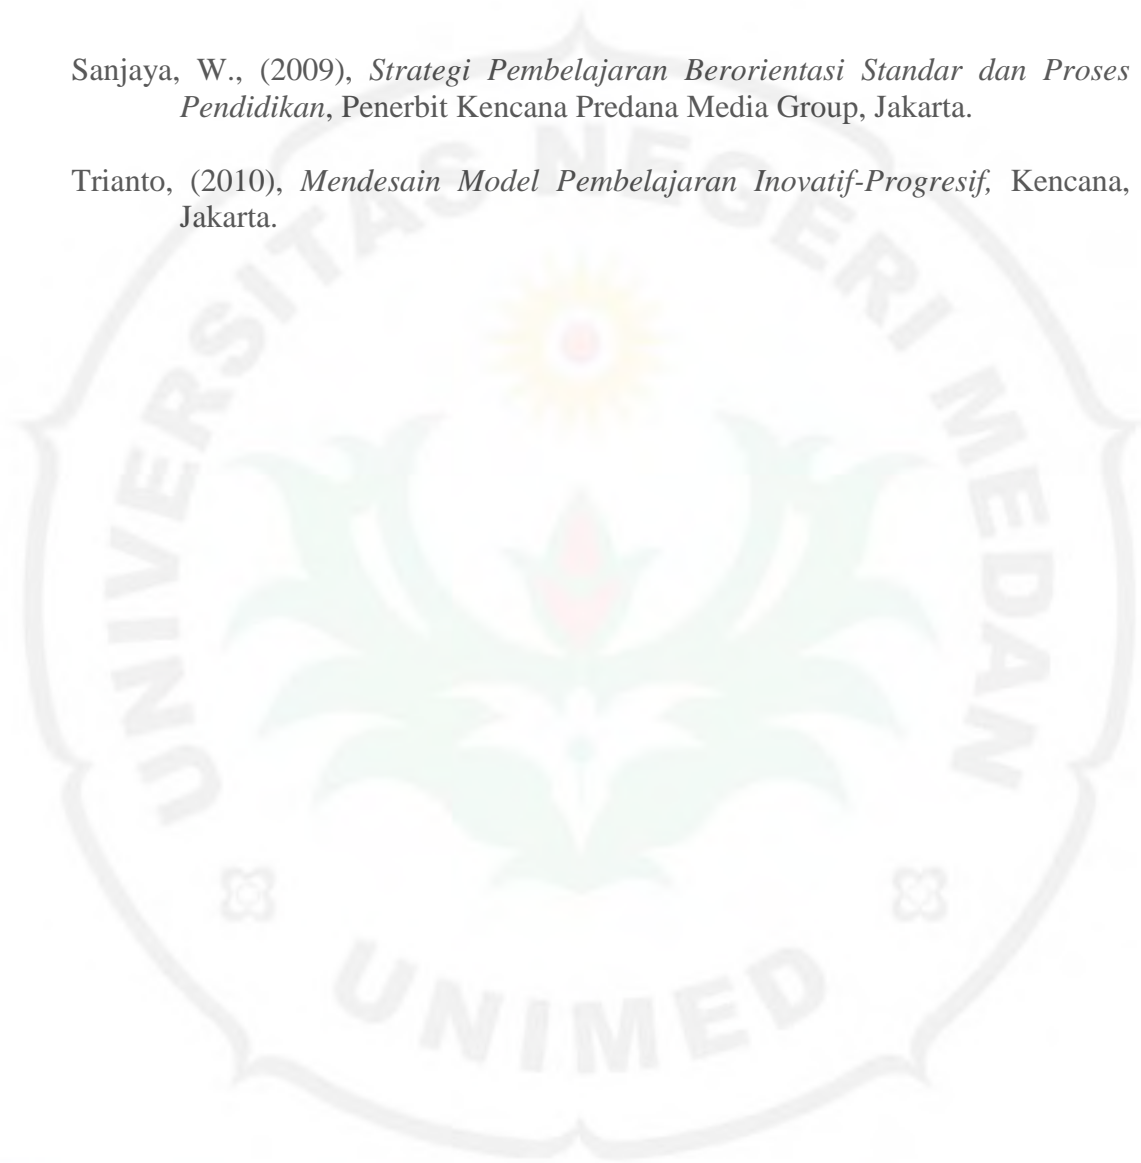 Sanjaya, W., (2009), Strategi Pembelajaran Berorientasi Standar dan Proses
Pendidikan, Penerbit Kencana Predana Media Group, Jakarta.
Trianto, (2010), Mendesain Model Pembelajaran Inovatif-Progresif, Kencana,
Jakarta.
UNIVERSITAS NEGERI MEDAN
UNIMED